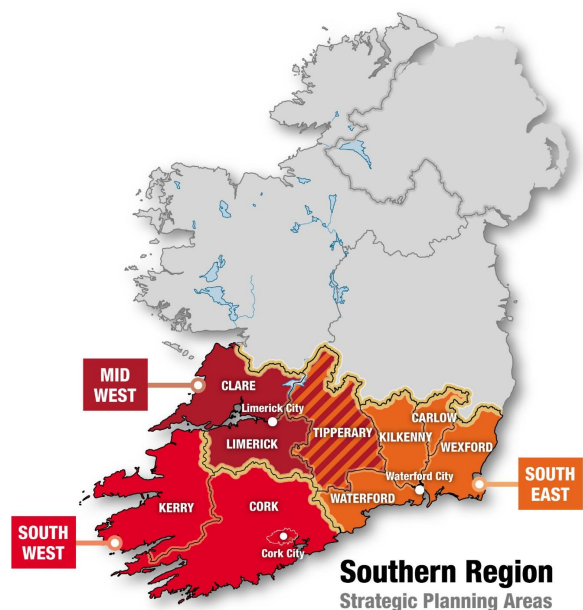 MID
WEST
CLARE
Limerick City
LIMERICK
TIPPERARY
CARLOW
KILKENNY
WEXFORD
Waterford City
WATERFORD
SOUTH
EAST
KERRY
CORK
Cork City
SOUTH
WEST
Southern Region
Strategic Planning Areas